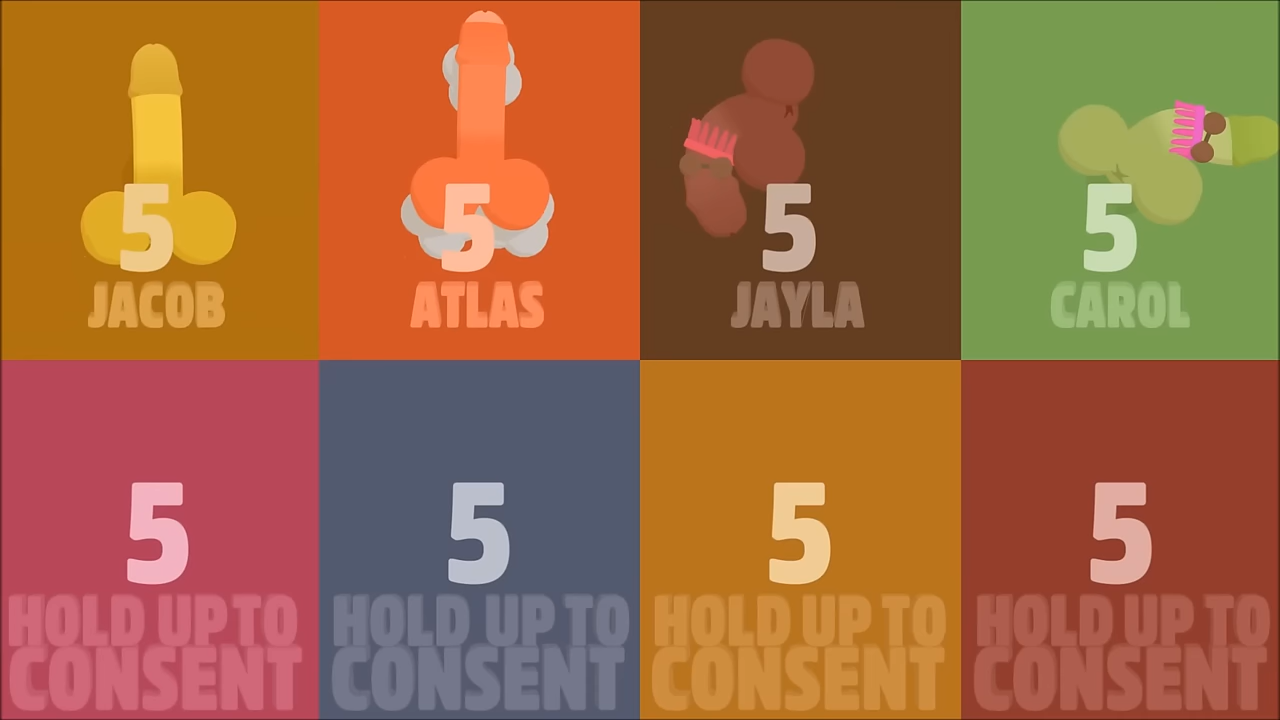 5
JACOB
5
ATLAS
5
JAYLA
5
CAROL
5
HOLD UP TO
CONSENT
5
HOLD UP TO
CONSENT
5
HOLD UP TO
CONSENT
5
HOLD UP TO
CONSENT